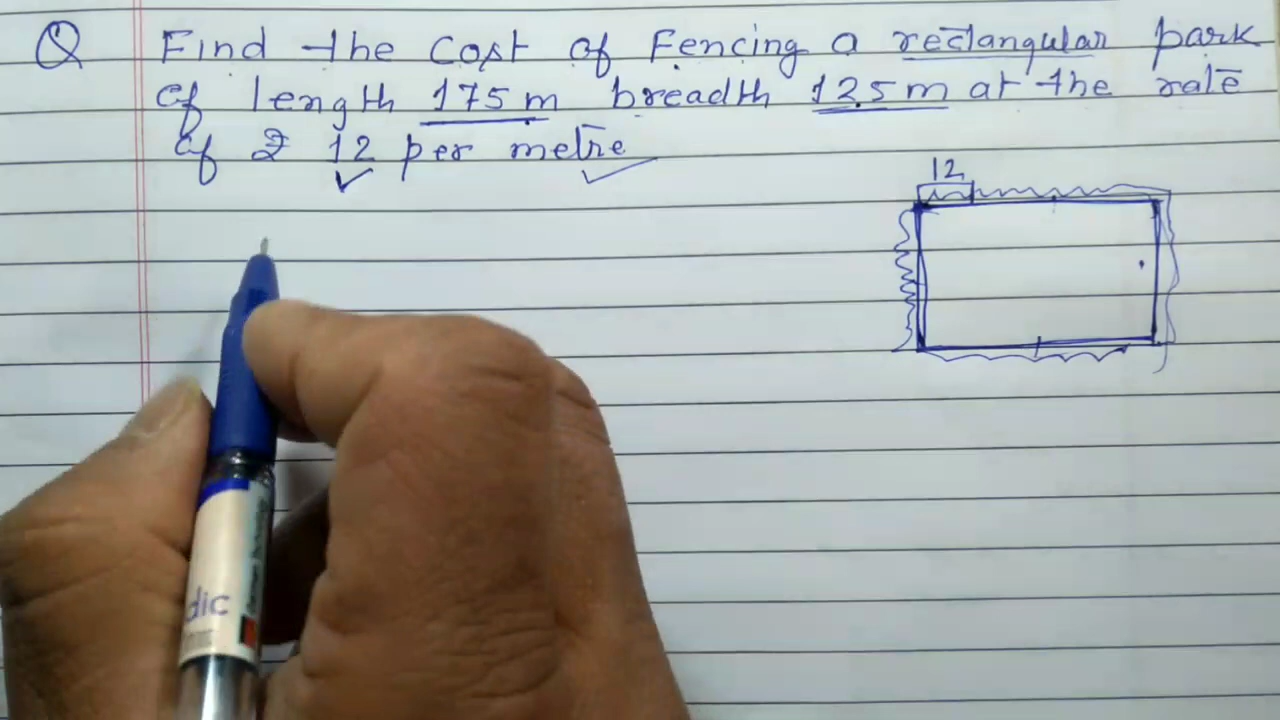 Q Find the Cost of Fencing a rectangular park
of length 175 m breadth 125 m at the rate
of ₹ 12 per metre
12
dic